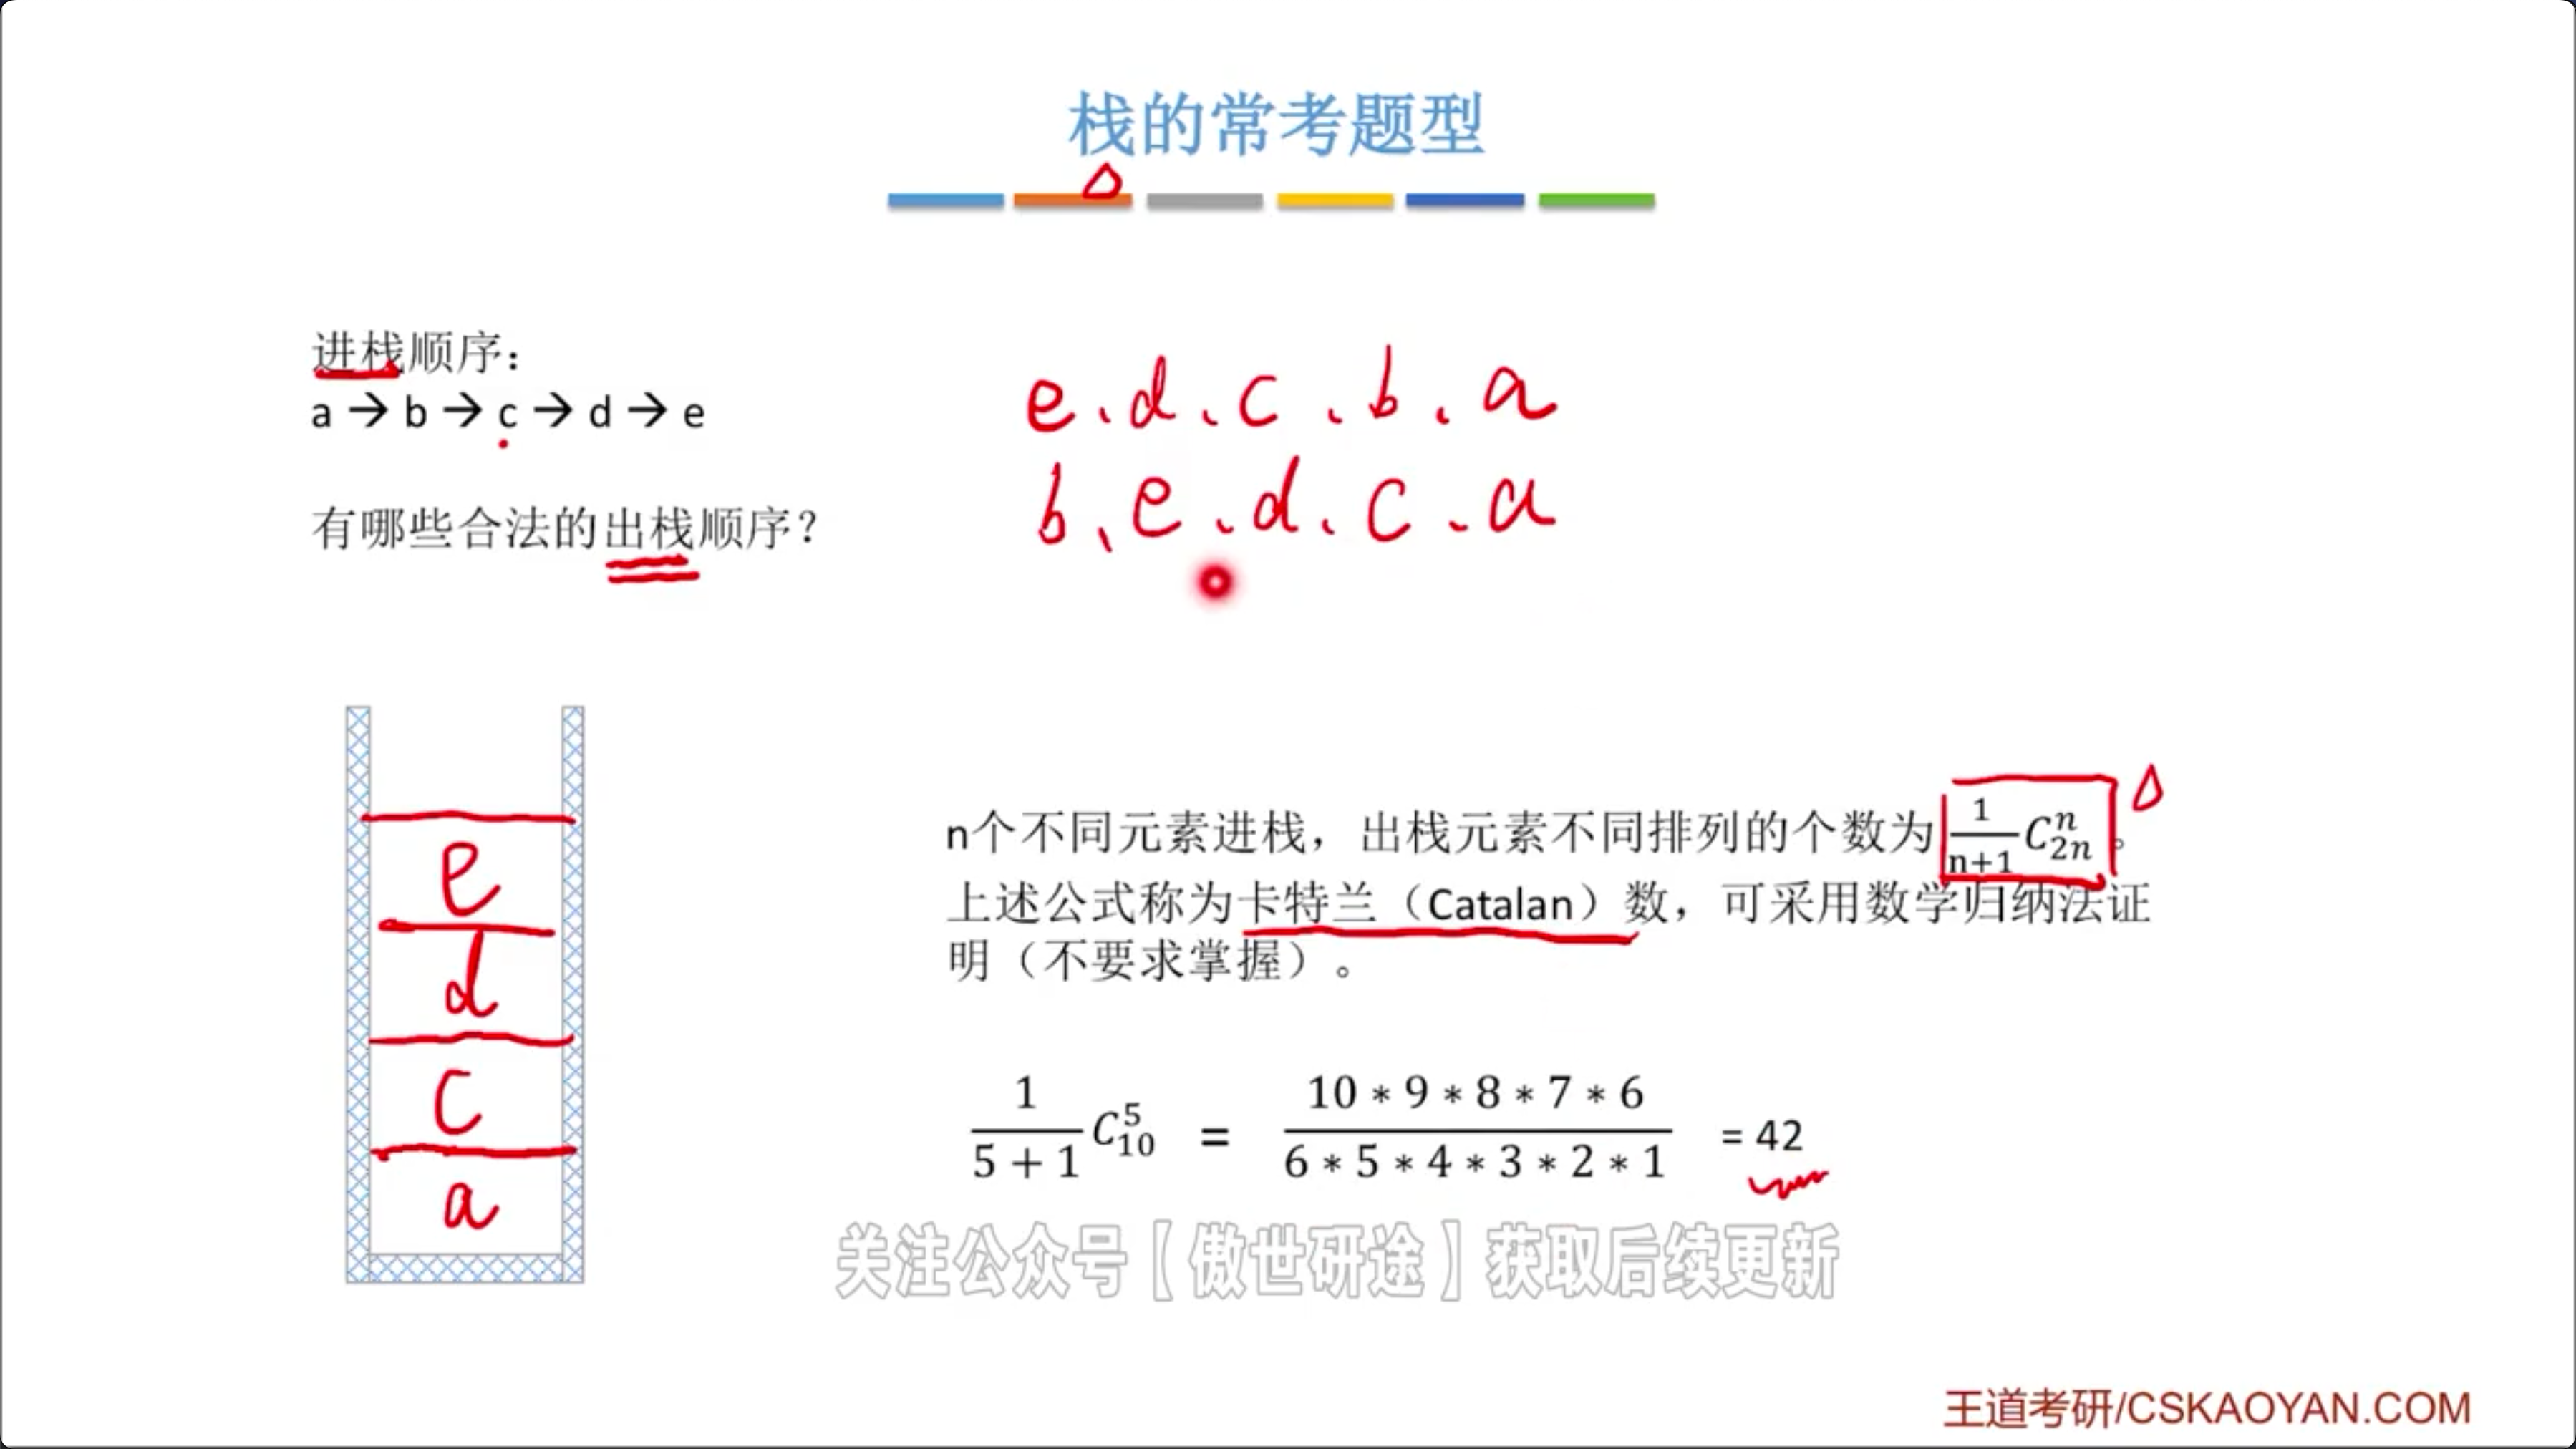 栈的常考题型
进栈顺序：
a → b → c → d → e
有哪些合法的出栈顺序？
e、d、c、b、a
b、e、d、c、a
e
d
c
a
n个不同元素进栈，出栈元素不同排列的个数为 \frac{1}{n+1} C_{2n}^{n} 。
上述公式称为卡特兰（Catalan）数，可采用数学归纳法证
明（不要求掌握）。
\frac{1}{5+1} C_{10}^{5} = \frac{10*9*8*7*6}{6*5*4*3*2*1} = 42
关注公众号【傲世研途】获取后续更新
王道考研/CSKAOYAN.COM